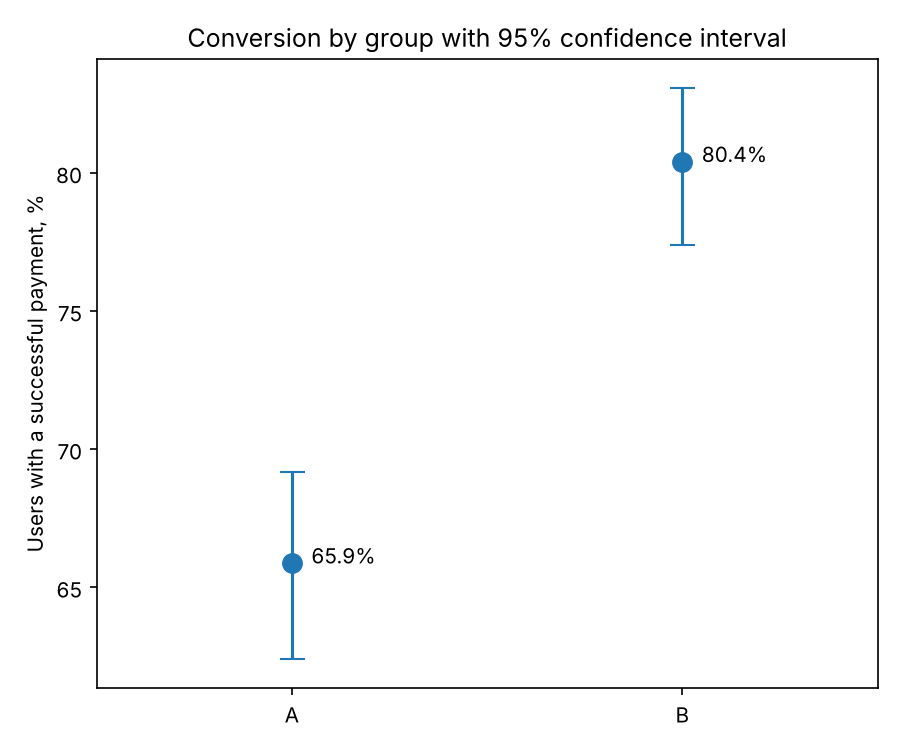 Conversion by group with 95% confidence interval
Users with a successful payment, %
80
75
70
65
80.4%
65.9%
A
B